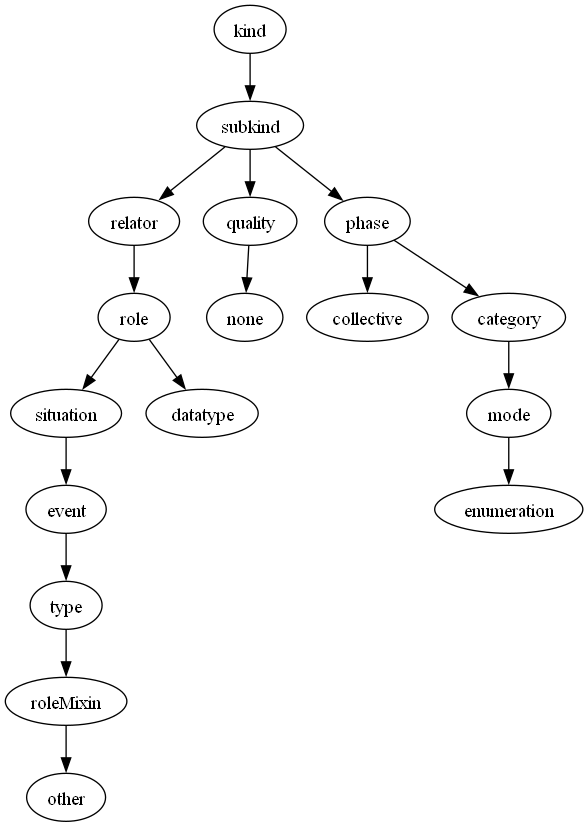 kind
subkind
relator
quality
phase
role
none
collective
category
situation
datatype
mode
event
enumeration
type
roleMixin
other